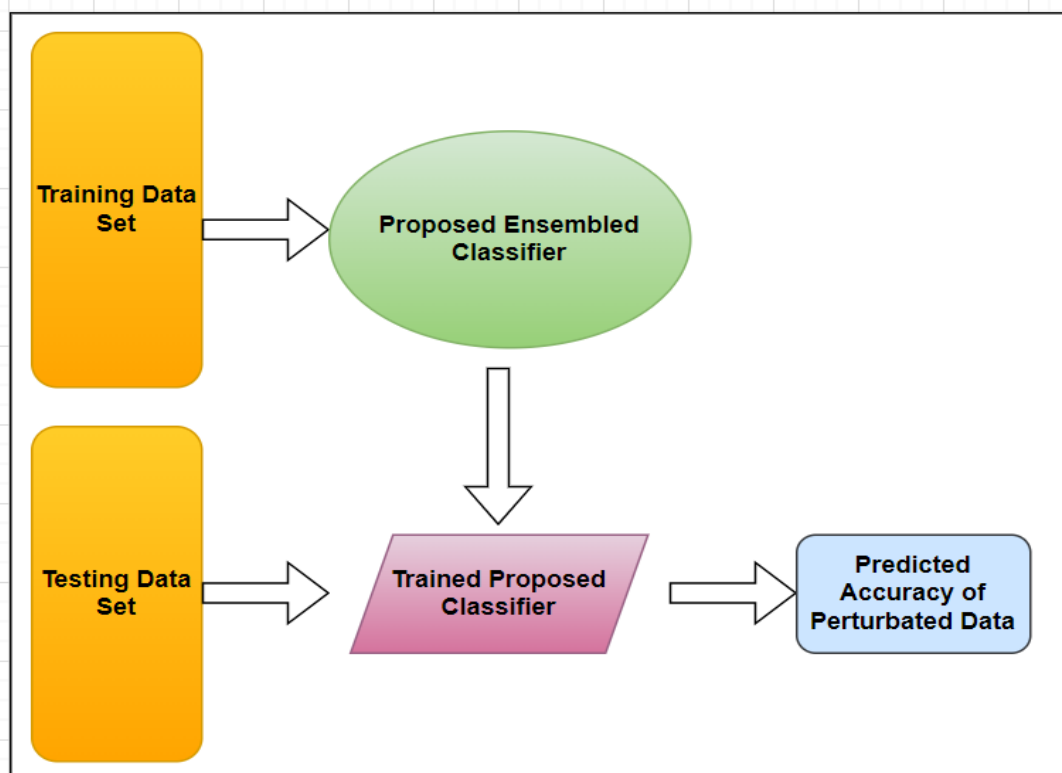 Training Data
Set
Proposed Ensembled
Classifier
Testing Data
Set
Trained Proposed
Classifier
Predicted
Accuracy of
Perturbated Data